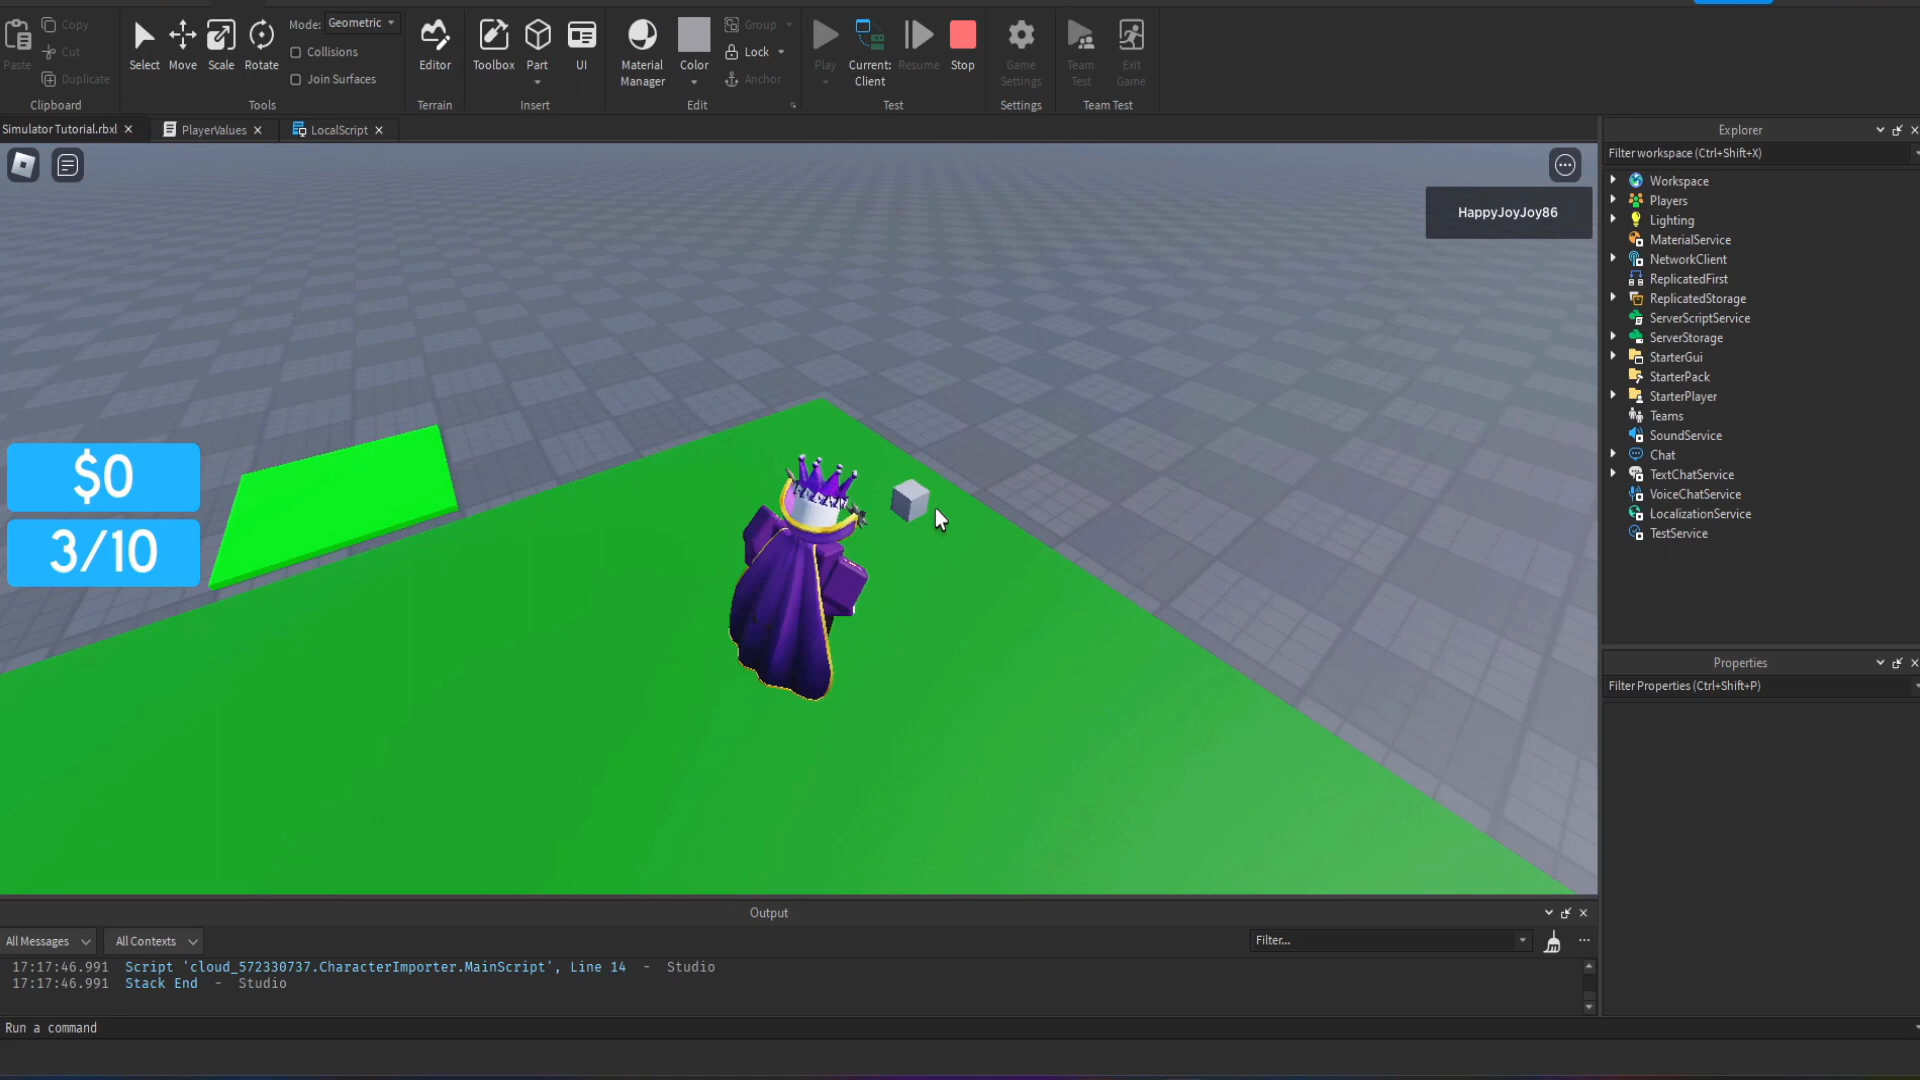 Paste
Copy
Cut
Duplicate
Clipboard
Select
Move
Scale
Rotate
Mode: Geometric
Collisions
Join Surfaces
Tools
Editor
Terrain
Toolbox
Part
UI
Insert
Material Manager
Color
Group
Lock
Anchor
Edit
Play
Current: Client
Resume
Stop
Test
Game Settings
Settings
Team Test
Exit Game
Team Test
Simulator Tutorial.rbxl
PlayerValues
LocalScript
HappyJoyJoy86
$0
3/10
Explorer
Filter workspace (Ctrl+Shift+X)
Workspace
Players
Lighting
MaterialService
NetworkClient
ReplicatedFirst
ReplicatedStorage
ServerScriptService
ServerStorage
StarterGui
StarterPack
StarterPlayer
Teams
SoundService
Chat
TextChatService
VoiceChatService
LocalizationService
TestService
Properties
Filter Properties (Ctrl+Shift+P)
Output
All Messages
All Contexts
Filter...
17:17:46.991 Script 'cloud_572330737.CharacterImporter.MainScript', Line 14 - Studio
17:17:46.991 Stack End - Studio
Run a command